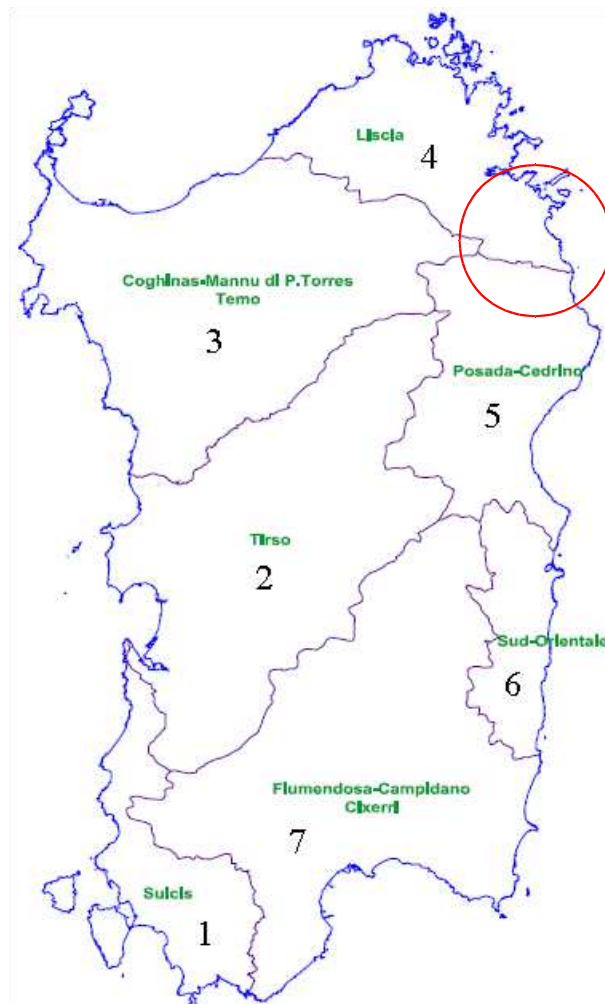 Liscia
4
Coghinas-Mannu di P.Torres
Temo
3
Posada-Cedrino
5
Tirso
2
Sud-Orientale
6
Flumendosa-Campidano
Cixerri
7
Sulcis
1